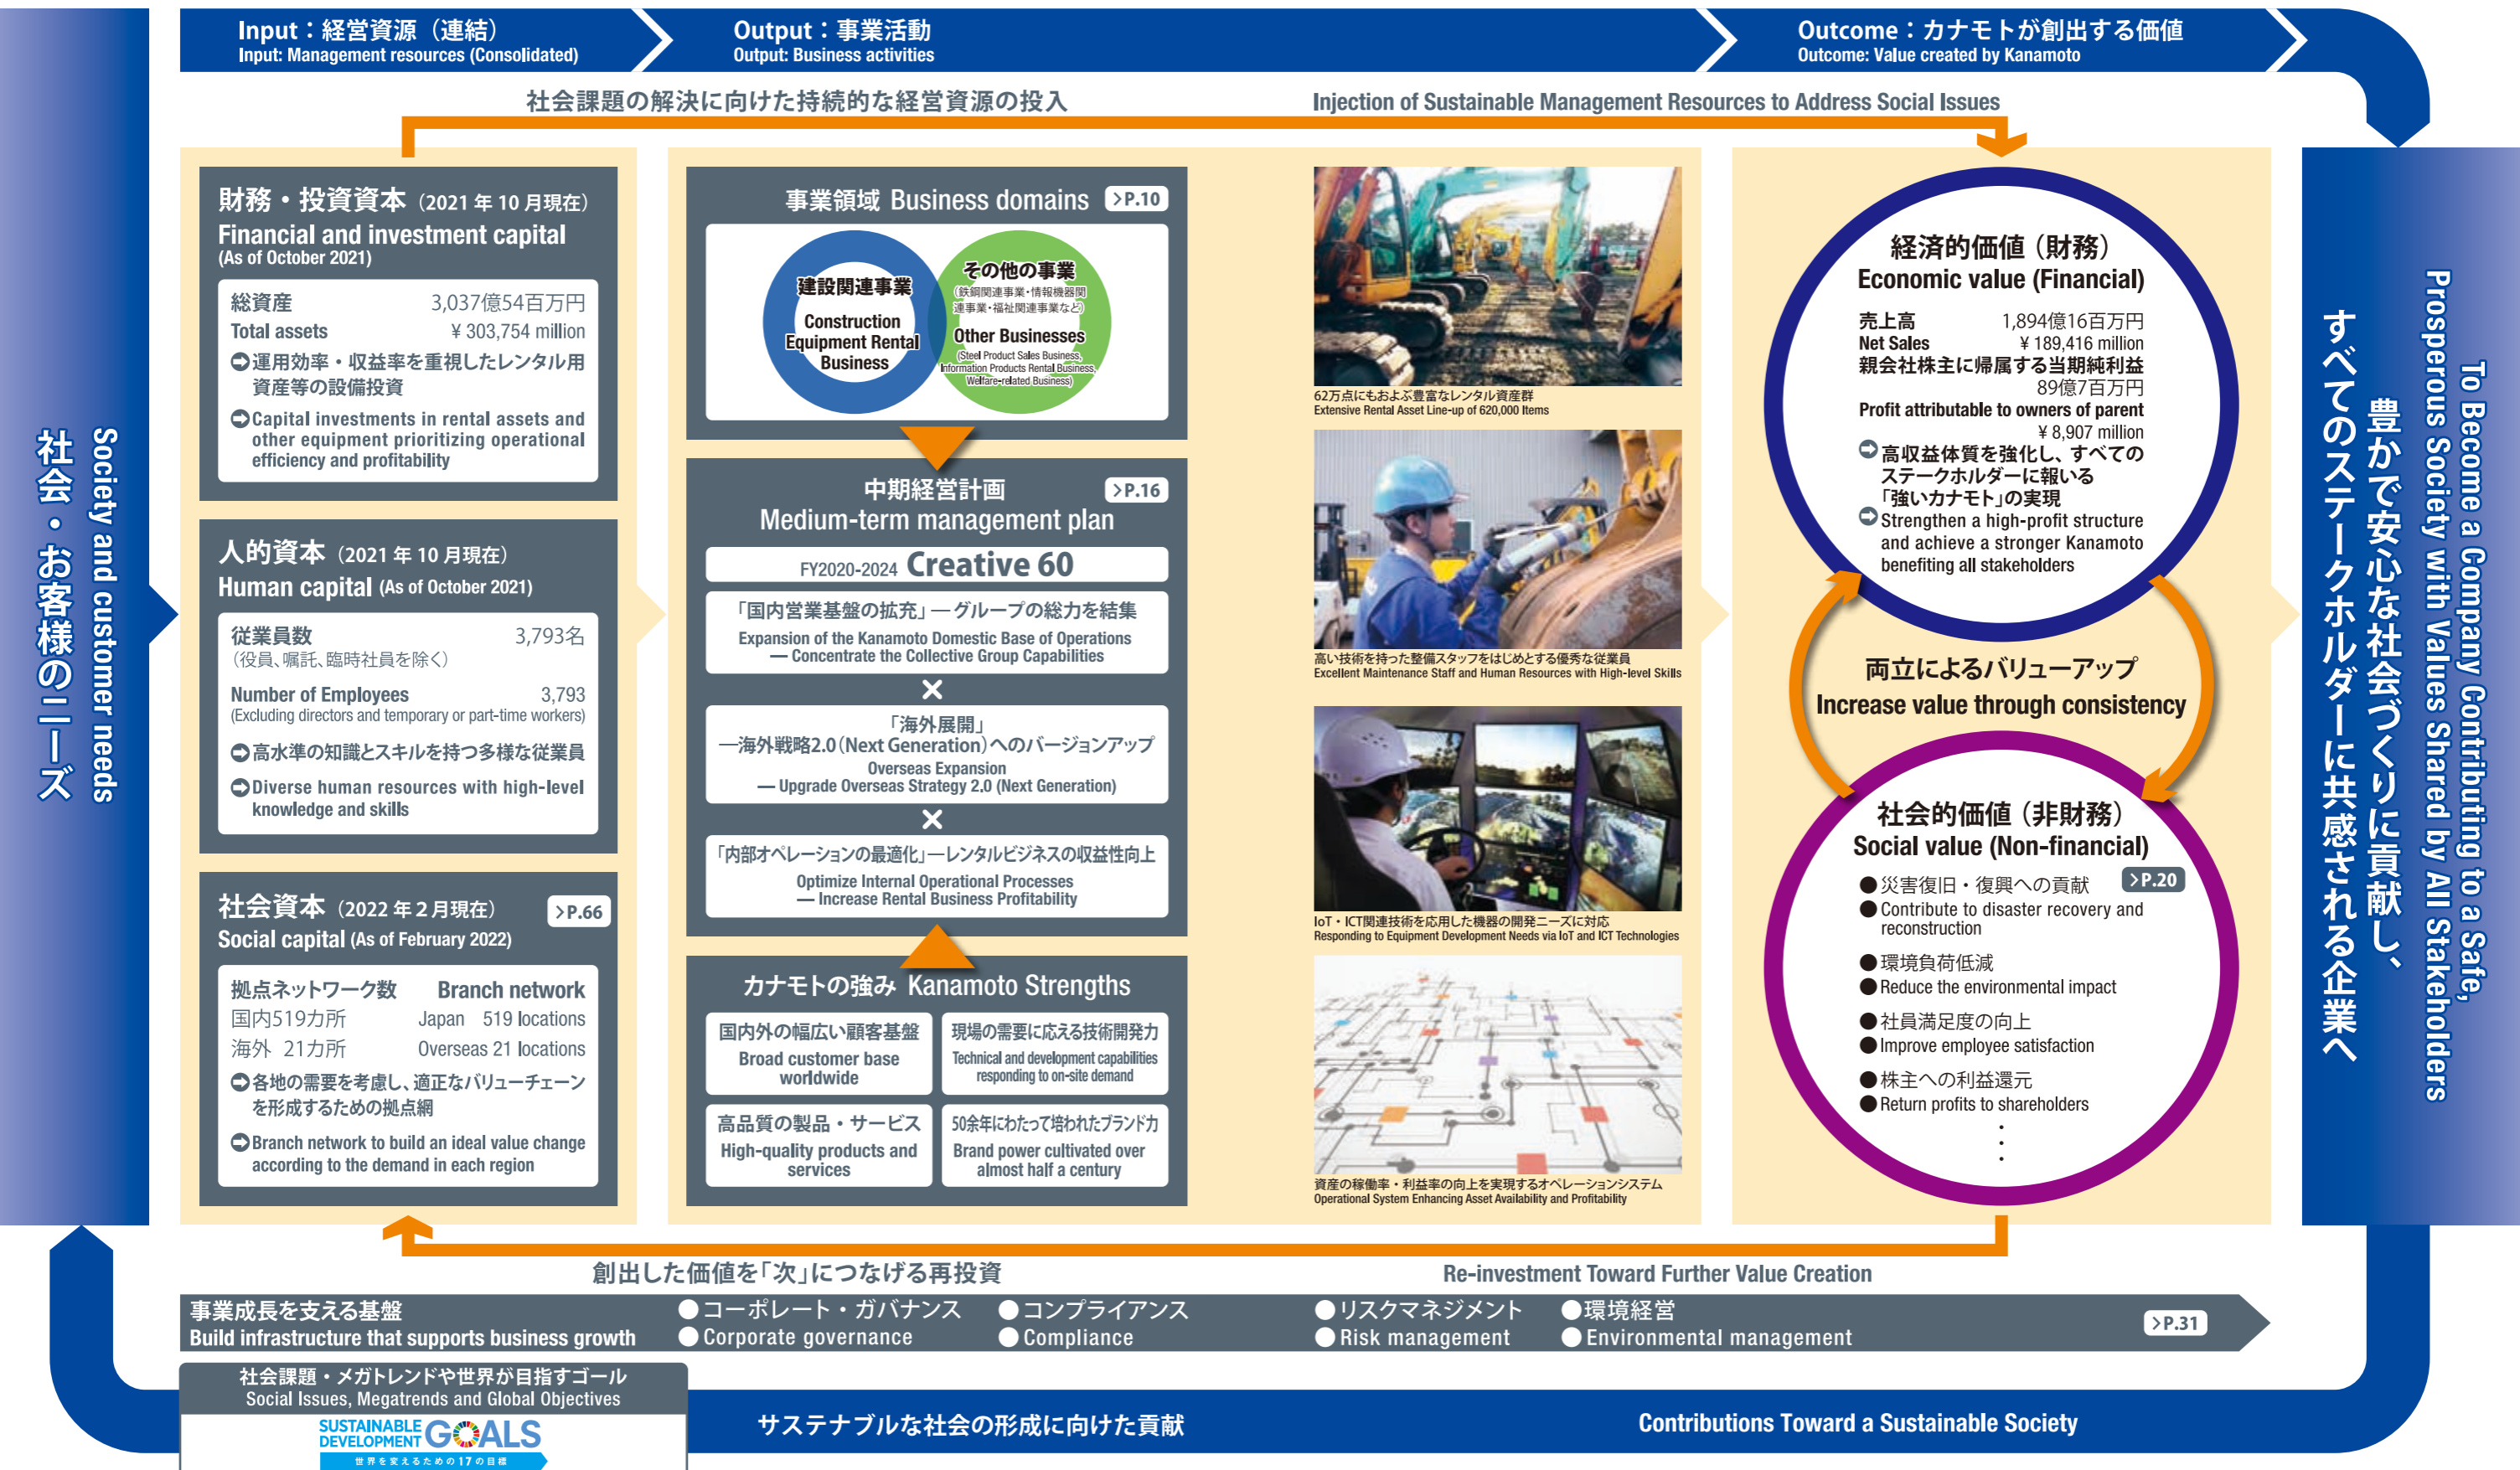 Input：経営資源（連結）
Input: Management resources (Consolidated)
Output：事業活動
Output: Business activities
Outcome：カナモトが創出する価値
Outcome: Value created by Kanamoto
社会課題の解決に向けた持続的な経営資源の投入
Injection of Sustainable Management Resources to Address Social Issues
社会・お客様のニーズ
Society and customer needs
財務・投資資本（2021年10月現在）
Financial and investment capital
(As of October 2021)
総資産 3,037億54百万円
Total assets ¥ 303,754 million
運用効率・収益率を重視したレンタル用
資産等の設備投資
Capital investments in rental assets and
other equipment prioritizing operational
efficiency and profitability
人的資本（2021年10月現在）
Human capital (As of October 2021)
従業員数 3,793名
（役員、嘱託、臨時社員を除く）
Number of Employees 3,793
(Excluding directors and temporary or part-time workers)
高水準の知識とスキルを持つ多様な従業員
Diverse human resources with high-level
knowledge and skills
社会資本（2022年2月現在） >P.66
Social capital (As of February 2022)
拠点ネットワーク数 Branch network
国内519カ所 Japan 519 locations
海外 21カ所 Overseas 21 locations
各地の需要を考慮し、適正なバリューチェーン
を形成するための拠点網
Branch network to build an ideal value change
according to the demand in each region
事業領域 Business domains >P.10
建設関連事業
Construction
Equipment Rental
Business
その他の事業
（鉄鋼関連事業・情報機器関
連事業・福祉関連事業など）
Other Businesses
(Steel Product Sales Business,
Information Products Rental Business,
Welfare-related Business)
中期経営計画 >P.16
Medium-term management plan
FY2020-2024 Creative 60
「国内営業基盤の拡充」―グループの総力を結集
Expansion of the Kanamoto Domestic Base of Operations
— Concentrate the Collective Group Capabilities
×
「海外展開」
―海外戦略2.0（Next Generation）へのバージョンアップ
Overseas Expansion
— Upgrade Overseas Strategy 2.0 (Next Generation)
×
「内部オペレーションの最適化」―レンタルビジネスの収益性向上
Optimize Internal Operational Processes
— Increase Rental Business Profitability
カナモトの強み Kanamoto Strengths
国内外の幅広い顧客基盤
Broad customer base
worldwide
現場の需要に応える技術開発力
Technical and development capabilities
responding to on-site demand
高品質の製品・サービス
High-quality products and
services
50余年にわたって培われたブランド力
Brand power cultivated over
almost half a century
62万点にもおよぶ豊富なレンタル資産群
Extensive Rental Asset Line-up of 620,000 Items
高い技術を持った整備スタッフをはじめとする優秀な従業員
Excellent Maintenance Staff and Human Resources with High-level Skills
IoT・ICT関連技術を応用した機器の開発ニーズに対応
Responding to Equipment Development Needs via IoT and ICT Technologies
資産の稼働率・利益率の向上を実現するオペレーションシステム
Operational System Enhancing Asset Availability and Profitability
経済的価値（財務）
Economic value (Financial)
売上高 1,894億16百万円
Net Sales ¥ 189,416 million
親会社株主に帰属する当期純利益
89億7百万円
Profit attributable to owners of parent
¥ 8,907 million
高収益体質を強化し、すべての
ステークホルダーに報いる
「強いカナモト」の実現
Strengthen a high-profit structure
and achieve a stronger Kanamoto
benefiting all stakeholders
両立によるバリューアップ
Increase value through consistency
社会的価値（非財務）
Social value (Non-financial)
●災害復旧・復興への貢献 >P.20
●Contribute to disaster recovery and
reconstruction
●環境負荷低減
●Reduce the environmental impact
●社員満足度の向上
●Improve employee satisfaction
●株主への利益還元
●Return profits to shareholders
・
・
・
豊かで安心な社会づくりに貢献し、
すべてのステークホルダーに共感される企業へ
To Become a Company Contributing to a Safe,
Prosperous Society with Values Shared by All Stakeholders
創出した価値を「次」につなげる再投資
Re-investment Toward Further Value Creation
事業成長を支える基盤
Build infrastructure that supports business growth
●コーポレート・ガバナンス ●コンプライアンス ●リスクマネジメント ●環境経営
●Corporate governance ●Compliance ●Risk management ●Environmental management
>P.31
社会課題・メガトレンドや世界が目指すゴール
Social Issues, Megatrends and Global Objectives
SUSTAINABLE
DEVELOPMENT GOALS
世界を変えるための17の目標
サステナブルな社会の形成に向けた貢献
Contributions Toward a Sustainable Society